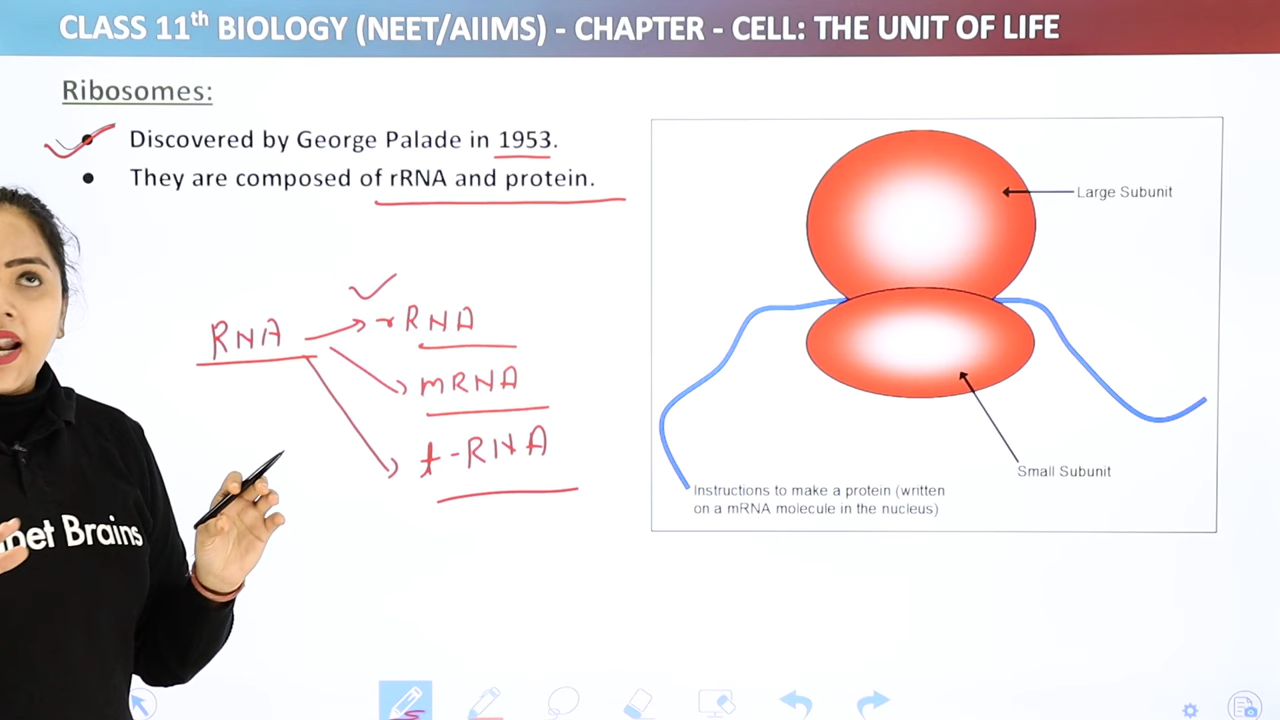 CLASS 11th BIOLOGY (NEET/AIIMS) - CHAPTER - CELL: THE UNIT OF LIFE
Ribosomes:
Discovered by George Palade in 1953.
They are composed of rRNA and protein.
RNA
rRNA
mRNA
t-RNA
Large Subunit
Small Subunit
Instructions to make a protein (written
on a mRNA molecule in the nucleus)
Brains